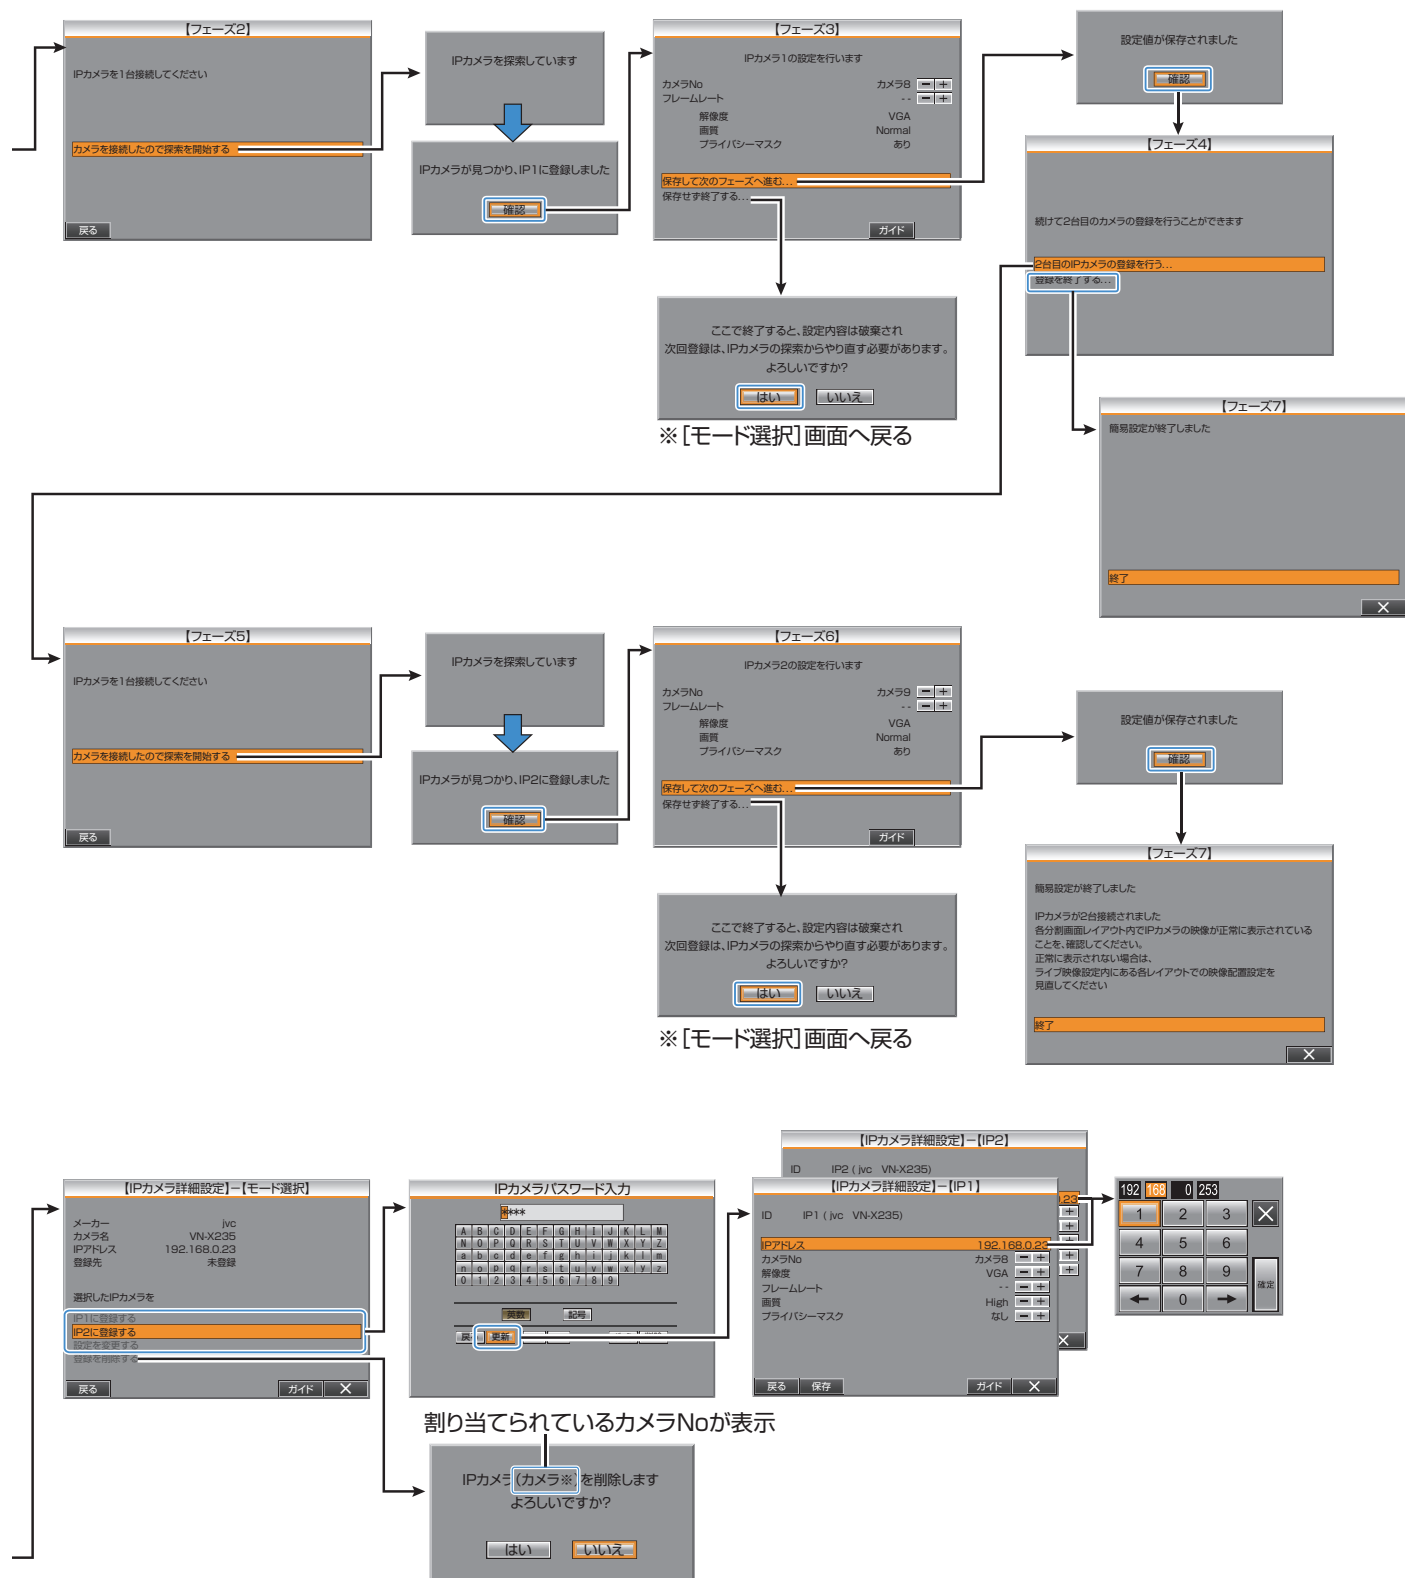 【フェーズ2】
IPカメラを1台接続してください
カメラを接続したので探索を開始する
戻る
IPカメラを探索しています
IPカメラが見つかり、IP1に登録しました
確認
【フェーズ3】
IPカメラ1の設定を行います
カメラNo カメラ8 － ＋
フレームレート - - － ＋
解像度 VGA
画質 Normal
プライバシーマスク あり
保存して次のフェーズへ進む...
保存せず終了する...
ガイド
設定値が保存されました
確認
【フェーズ4】
続けて2台目のカメラの登録を行うことができます
2台目のIPカメラの登録を行う...
登録を終了する...
ここで終了すると、設定内容は破棄され
次回登録は、IPカメラの探索からやり直す必要があります。
よろしいですか?
はい いいえ
※[モード選択]画面へ戻る
【フェーズ7】
簡易設定が終了しました
終了
×
【フェーズ5】
IPカメラを1台接続してください
カメラを接続したので探索を開始する
戻る
IPカメラを探索しています
IPカメラが見つかり、IP2に登録しました
確認
【フェーズ6】
IPカメラ2の設定を行います
カメラNo カメラ9 － ＋
フレームレート - - － ＋
解像度 VGA
画質 Normal
プライバシーマスク あり
保存して次のフェーズへ進む...
保存せず終了する...
ガイド
設定値が保存されました
確認
ここで終了すると、設定内容は破棄され
次回登録は、IPカメラの探索からやり直す必要があります。
よろしいですか?
はい いいえ
※[モード選択]画面へ戻る
【フェーズ7】
簡易設定が終了しました
IPカメラが2台接続されました
各分割画面レイアウト内でIPカメラの映像が正常に表示されている
ことを、確認してください。
正常に表示されない場合は、
ライブ映像設定内にある各レイアウトでの映像配置設定を
見直してください
終了
×
【IPカメラ詳細設定】－【モード選択】
メーカー jvc
カメラ名 VN-X235
IPアドレス 192.168.0.23
登録先 未登録
選択したIPカメラを
IP1に登録する
IP2に登録する
設定を変更する
登録を削除する
戻る ガイド ×
IPカメラパスワード入力
****
A B C D E F G H I J K L M
N O P Q R S T U V W X Y Z
a b c d e f g h i j k l m
n o p q r s t u v w x y z
0 1 2 3 4 5 6 7 8 9
英数 記号
更新
【IPカメラ詳細設定】－【IP2】
ID IP2 ( jvc VN-X235)
.23
＋
＋
＋
＋
＋
×
【IPカメラ詳細設定】－【IP1】
ID IP1 ( jvc VN-X235)
IPアドレス 192.168.0.23
カメラNo カメラ8 － ＋
解像度 VGA － ＋
フレームレート - - － ＋
画質 High － ＋
プライバシーマスク なし － ＋
戻る 保存 ガイド ×
192 168 0 253
1 2 3 ×
4 5 6
7 8 9 確定
← 0 →
割り当てられているカメラNoが表示
IPカメラ(カメラ※)を削除します
よろしいですか?
はい いいえ